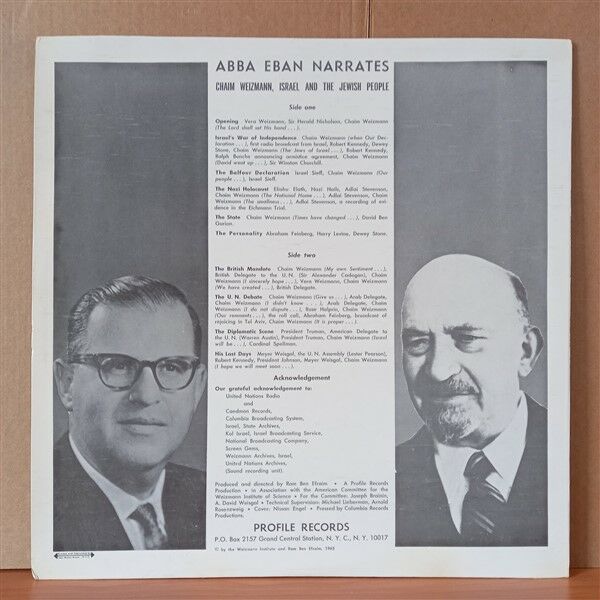 ABBA EBAN NARRATES
CHAIM WEIZMANN, ISRAEL AND THE JEWISH PEOPLE
Side one
Opening Vera Weizmann, Sir Herald Nicholson, Chaim Weizmann
(The Lord shall set His hand . . .).
Israel's War of Independence Chaim Weizmann (when Our Dec-
laration . . .), first radio broadcast from Israel, Robert Kennedy, Dewey
Stone, Chaim Weizmann (The Jews of Israel . . .), Robert Kennedy,
Ralph Bunche announcing armistice agreement, Chaim Weizmann
(David went up . . .), Sir Winston Churchill.
The Balfour Declaration Israel Sieff, Chaim Weizmann (Our
people . . .), Israel Sieff.
The Nazi Holocaust Eliahu Elath, Nazi Hails, Adlai Stevenson,
Chaim Weizmann (The National Home . . .), Adlai Stevenson, Chaim
Weizmann (The smallness . . .), Adlai Stevenson, a recording of evi-
dence in the Eichmann Trial.
The State Chaim Weizmann (Times have changed . . .), David Ben
Gurion.
The Personality Abraham Feinberg, Harry Levine, Dewey Stone.
Side two
The British Mandate Chaim Weizmann (My own Sentiment . . .),
British Delegate to the U. N. (Sir Alexander Cadogan), Chaim
Weizmann (I sincerely hope . . .), Vera Weizmann, Chaim Weizmann
(We have created . . .), British Delegate.
The U. N. Debate Chaim Weizmann (Give us . . .), Arab Delegate,
Chaim Weizmann (I didn't know . . .), Arab Delegate, Chaim
Weizmann (I do not dispute . . .), Rose Halprin, Chaim Weizmann
(Our remnants . . .), the roll call, Abraham Feinberg, broadcast of
rejoicing in Tel Aviv, Chaim Weizmann (It is proper . . .).
The Diplomatic Scene President Truman, American Delegate to
the U. N. (Warren Austin), President Truman, Chaim Weizmann (Israel
will be . . .), Cardinal Spellman.
His Last Days Meyer Weisgal, the U. N. Assembly (Lester Pearson),
Robert Kennedy, President Johnson, Meyer Weisgal, Chaim Weizmann
(I hope we will meet soon . . .).
Acknowledgement
Our grateful acknowledgement to:
United Nations Radio
and
Caedmon Records,
Columbia Broadcasting System,
Israel, State Archives,
Kol Israel, Israel Broadcasting Service,
National Broadcasting Company,
Screen Gems,
Weizmann Archives, Israel,
United Nations Archives,
(Sound recording unit).
Produced and directed by Ram Ben Efraim. • A Profile Records
Production • in Association with the American Committee for the
Weizmann Institute of Science • For the Committee: Joseph Brainin,
A. David Weisgal • Technical Supervision: Michael Lieberman, Arnold
Rosenzweig • Cover: Nissan Engel • Pressed by Columbia Records
Productions.
PROFILE RECORDS
P.O. Box 2157 Grand Central Station, N. Y. C., N. Y. 10017
© by the Weizmann Institute and Ram Ben Efraim, 1965